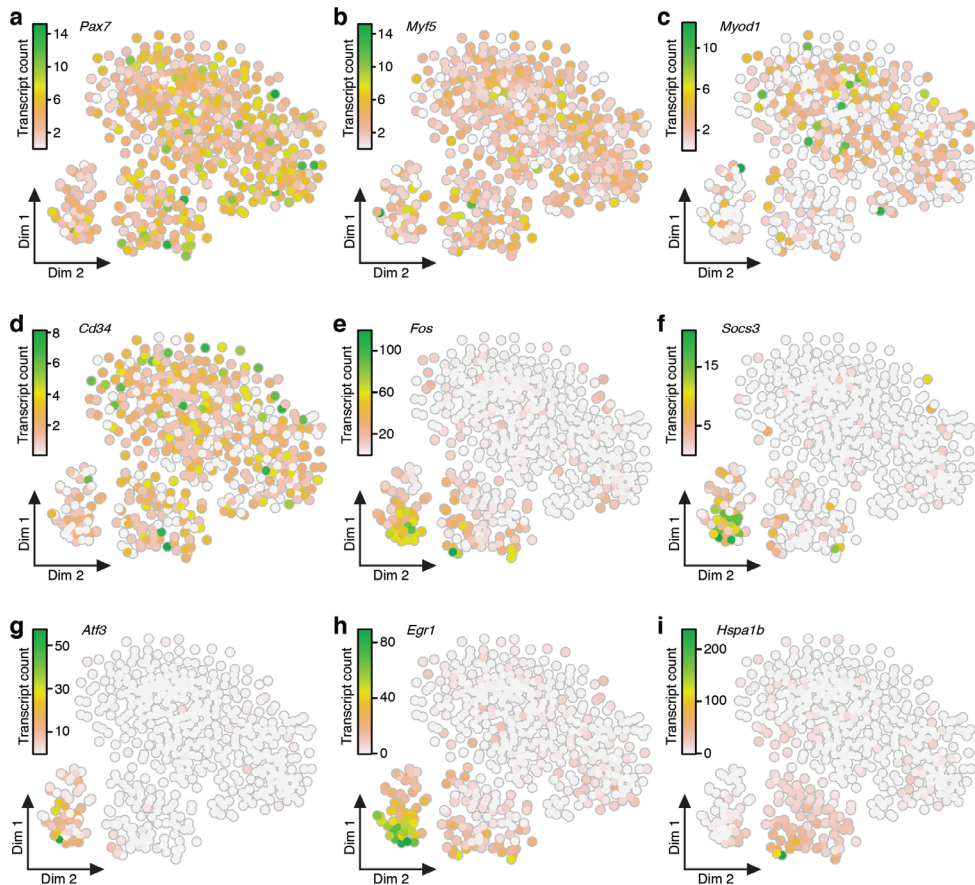 a Pax7
Transcript count
14
10
6
2
Dim 1
Dim 2
b Myf5
Transcript count
14
10
6
2
Dim 1
Dim 2
c Myod1
Transcript count
10
6
2
Dim 1
Dim 2
d Cd34
Transcript count
8
6
4
2
Dim 1
Dim 2
e Fos
Transcript count
100
60
20
Dim 1
Dim 2
f Socs3
Transcript count
15
5
Dim 1
Dim 2
g Atf3
Transcript count
50
30
10
Dim 1
Dim 2
h Egr1
Transcript count
80
40
0
Dim 1
Dim 2
i Hspa1b
Transcript count
200
100
0
Dim 1
Dim 2